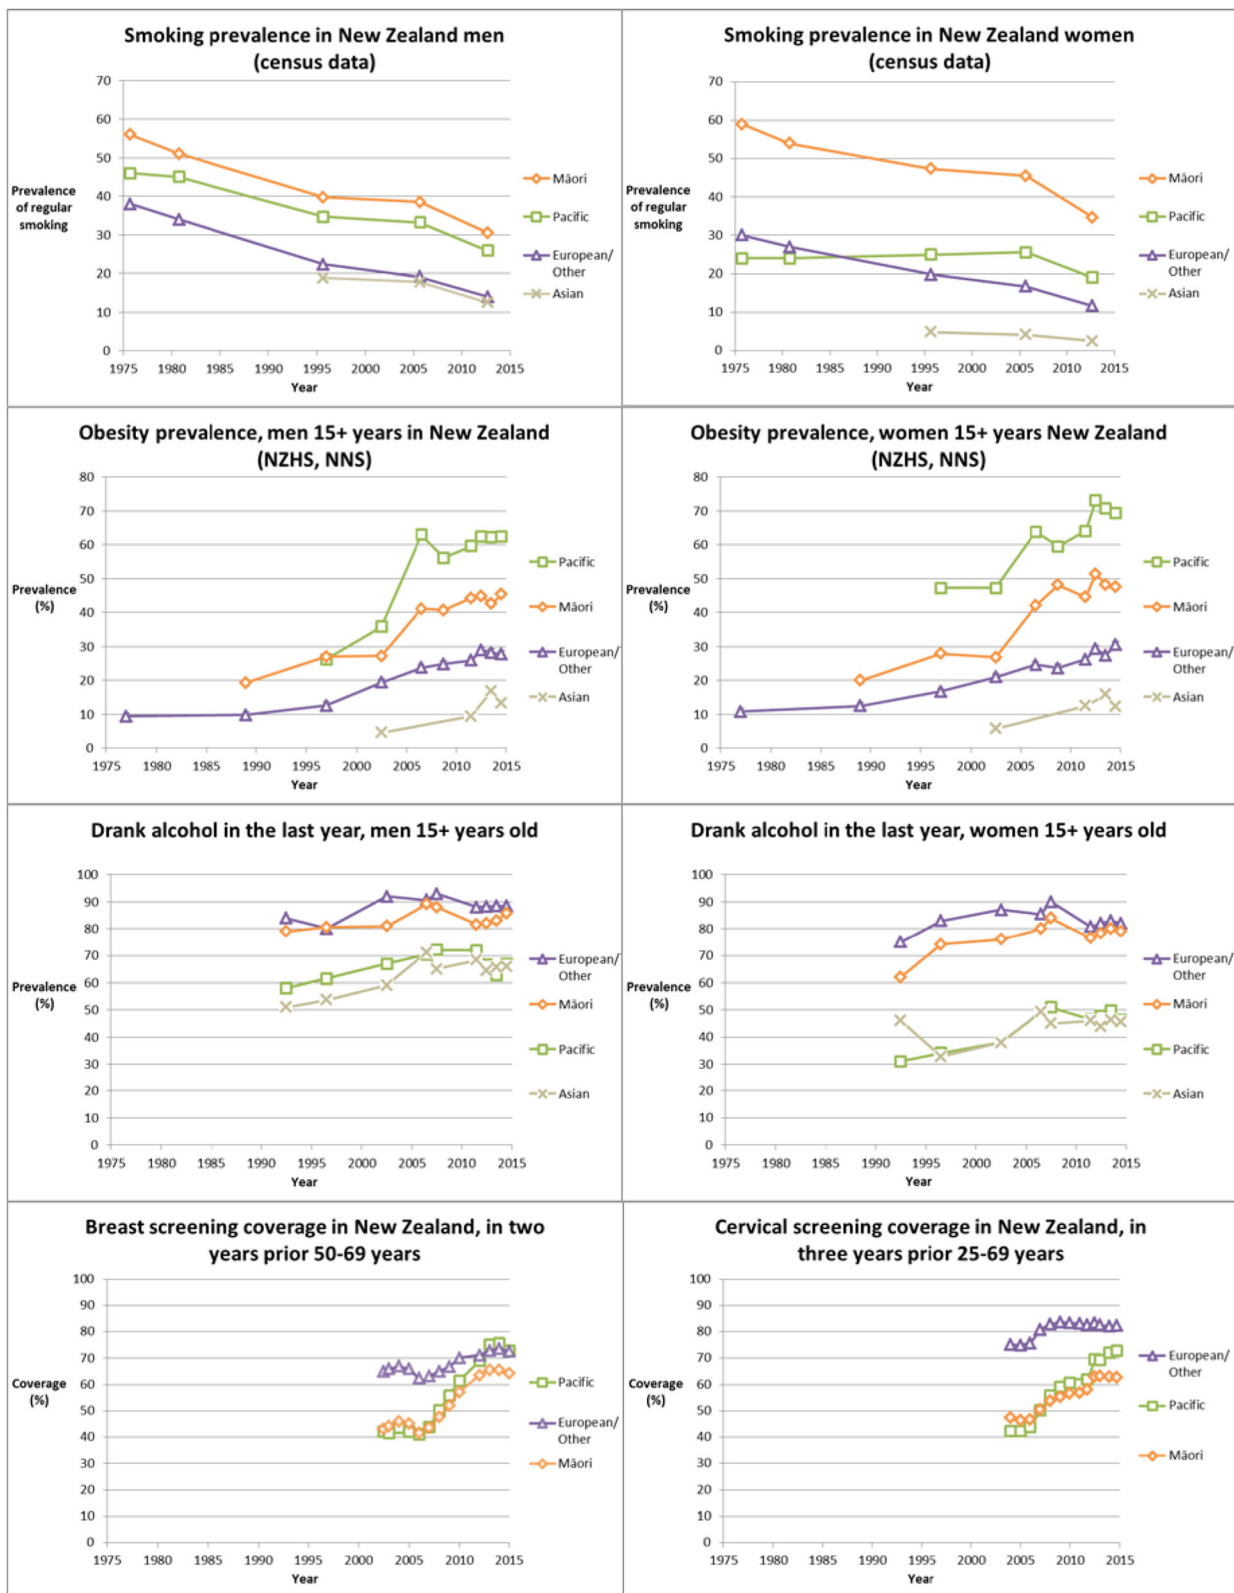 Smoking prevalence in New Zealand men
(census data)
70
60
50
40
30
20
10
0
Prevalence
of regular
smoking
1975 1980 1985 1990 1995 2000 2005 2010 2015
Year
Māori
Pacific
European/
Other
Asian
Smoking prevalence in New Zealand women
(census data)
70
60
50
40
30
20
10
0
Prevalence
of regular
smoking
1975 1980 1985 1990 1995 2000 2005 2010 2015
Year
Māori
Pacific
European/
Other
Asian
Obesity prevalence, men 15+ years in New Zealand
(NZHS, NNS)
80
70
60
50
40
30
20
10
0
Prevalence
(%)
1975 1980 1985 1990 1995 2000 2005 2010 2015
Year
Pacific
Māori
European/
Other
Asian
Obesity prevalence, women 15+ years New Zealand
(NZHS, NNS)
80
70
60
50
40
30
20
10
0
Prevalence
(%)
1975 1980 1985 1990 1995 2000 2005 2010 2015
Year
Pacific
Māori
European/
Other
Asian
Drank alcohol in the last year, men 15+ years old
100
90
80
70
60
50
40
30
20
10
0
Prevalence
(%)
1975 1980 1985 1990 1995 2000 2005 2010 2015
Year
European/
Other
Māori
Pacific
Asian
Drank alcohol in the last year, women 15+ years old
100
90
80
70
60
50
40
30
20
10
0
Prevalence
(%)
1975 1980 1985 1990 1995 2000 2005 2010 2015
Year
European/
Other
Māori
Pacific
Asian
Breast screening coverage in New Zealand, in two
years prior 50-69 years
100
90
80
70
60
50
40
30
20
10
0
Coverage
(%)
1975 1980 1985 1990 1995 2000 2005 2010 2015
Year
Pacific
European/
Other
Māori
Cervical screening coverage in New Zealand, in
three years prior 25-69 years
100
90
80
70
60
50
40
30
20
10
0
Coverage
(%)
1975 1980 1985 1990 1995 2000 2005 2010 2015
Year
European/
Other
Pacific
Māori